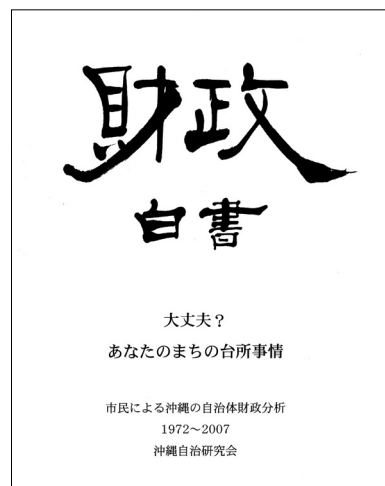 財政
白書
大丈夫？
あなたのまちの台所事情
市民による沖縄の自治体財政分析
1972〜2007
沖縄自治研究会